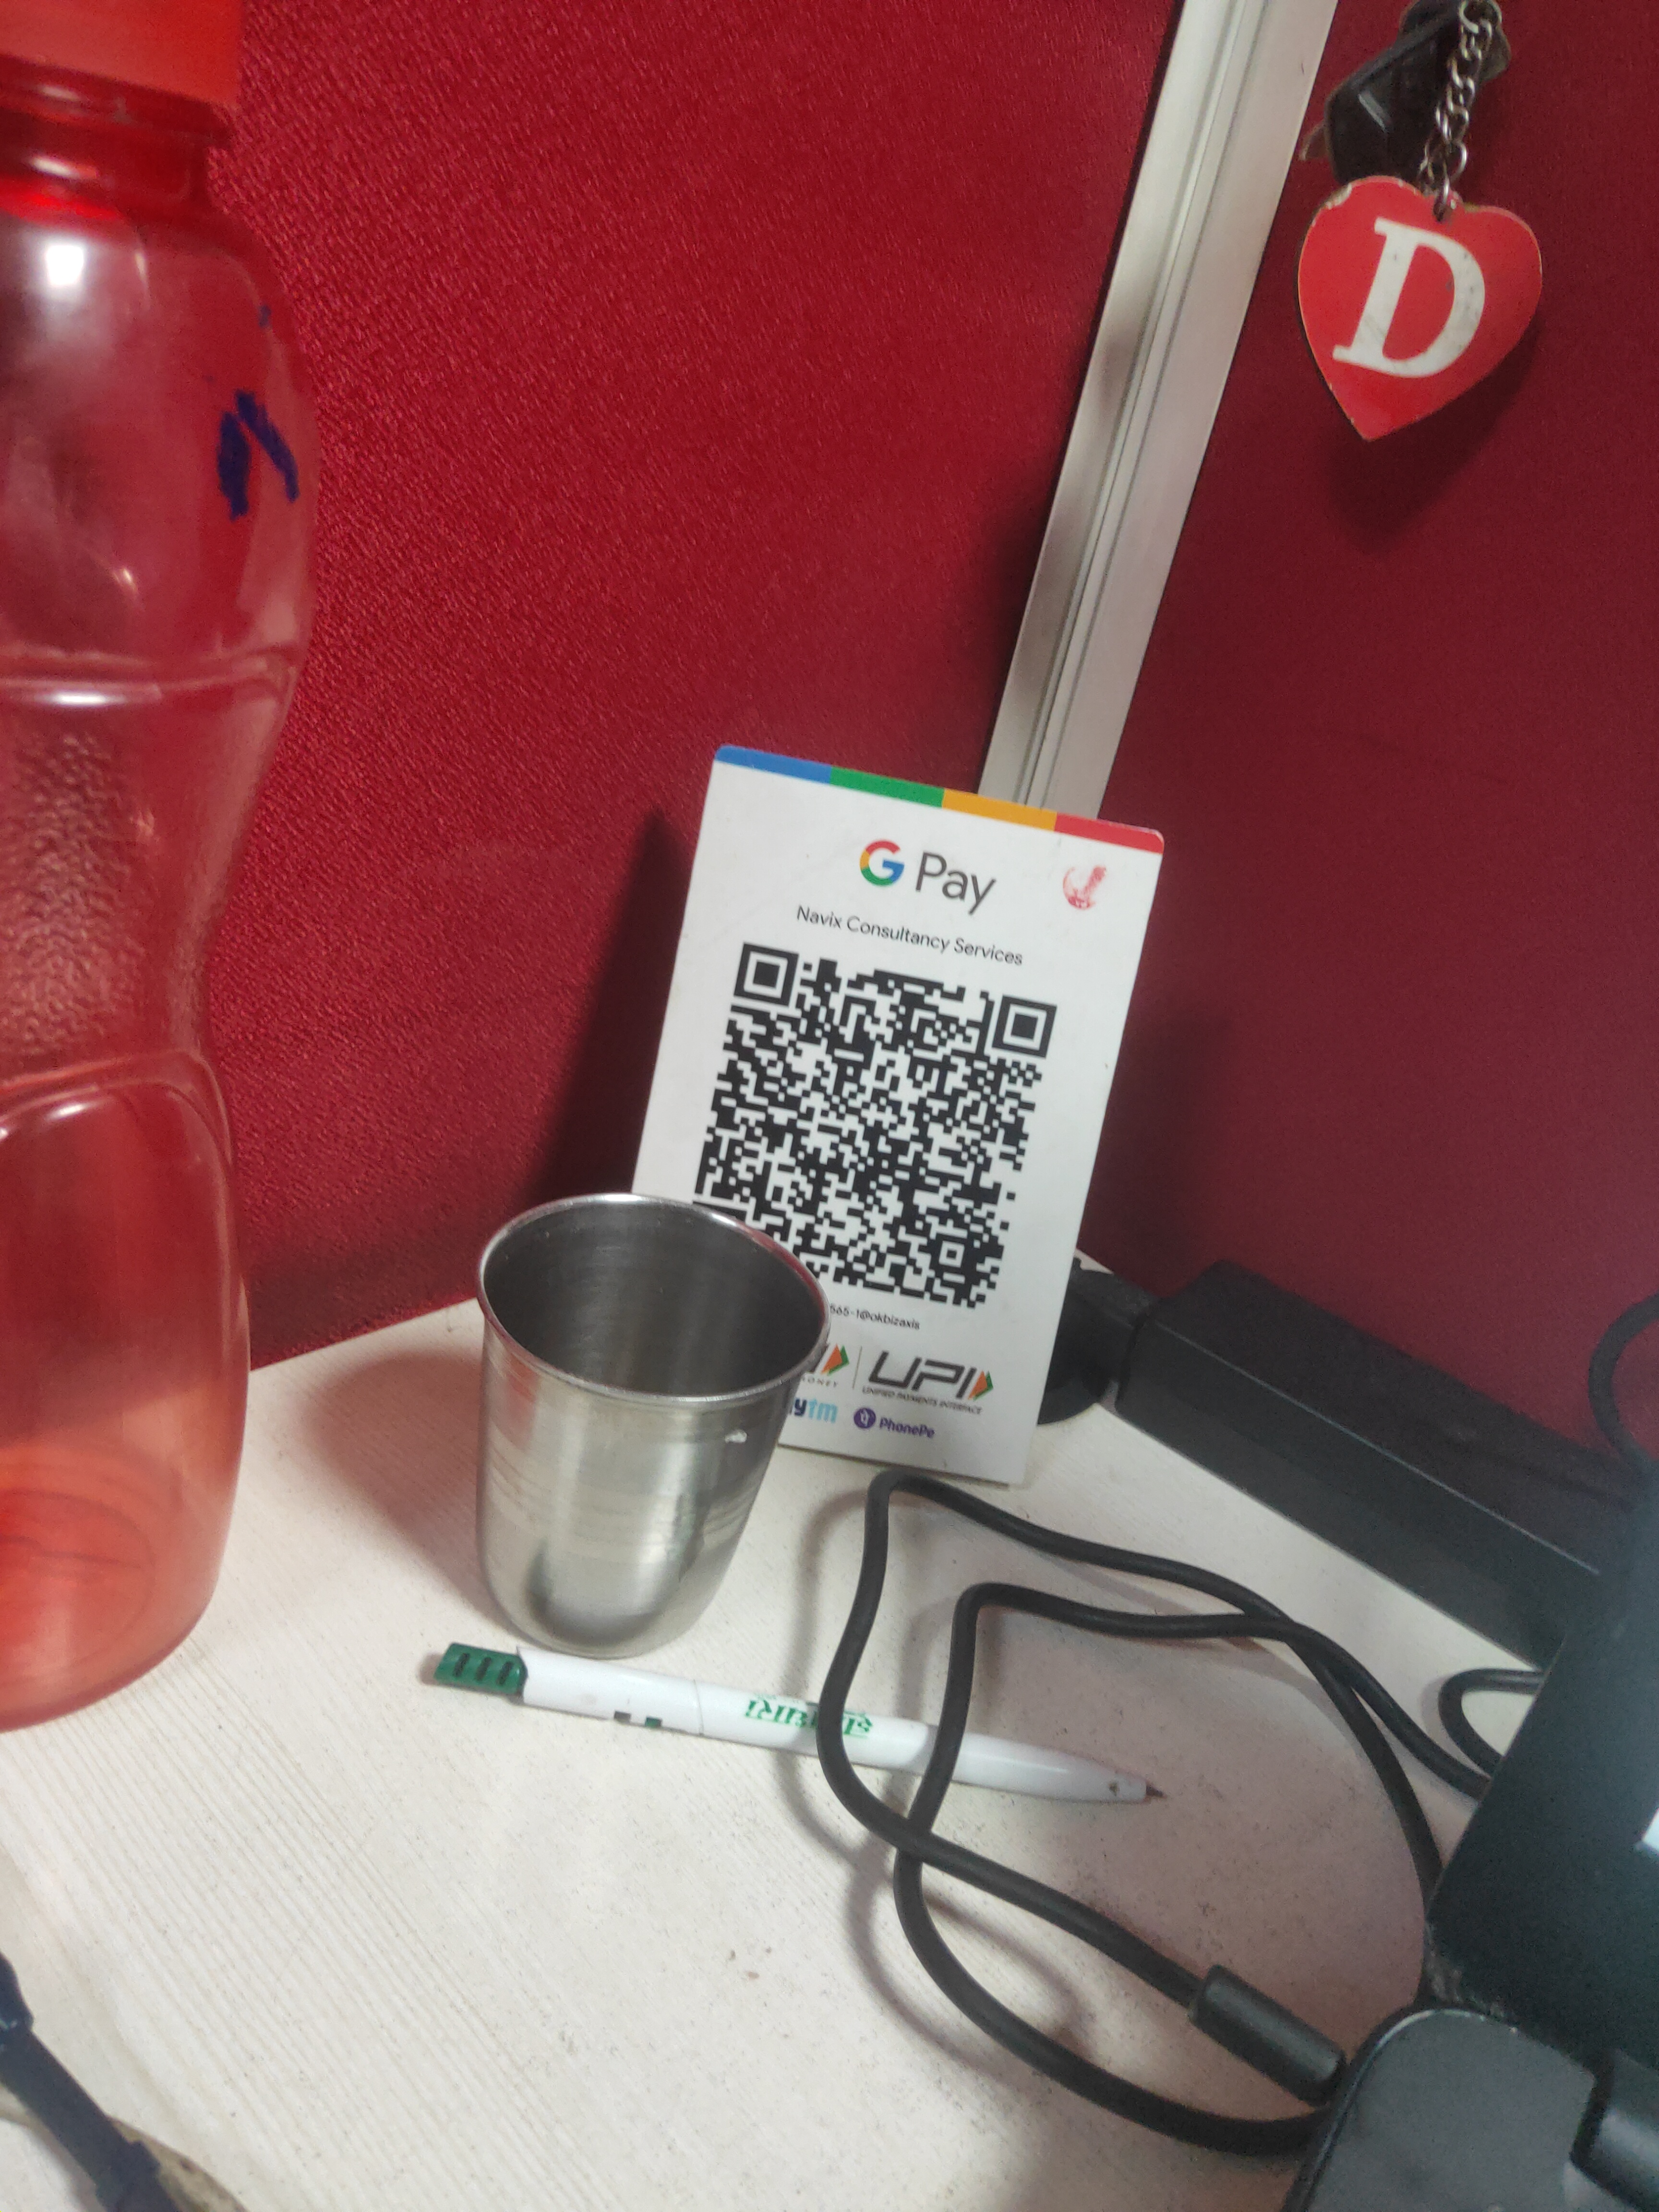 D
G Pay
Navix Consultancy Services
565-1@okbizaxis
UPI
UNIFIED PAYMENTS INTERFACE
ytm
PhonePe